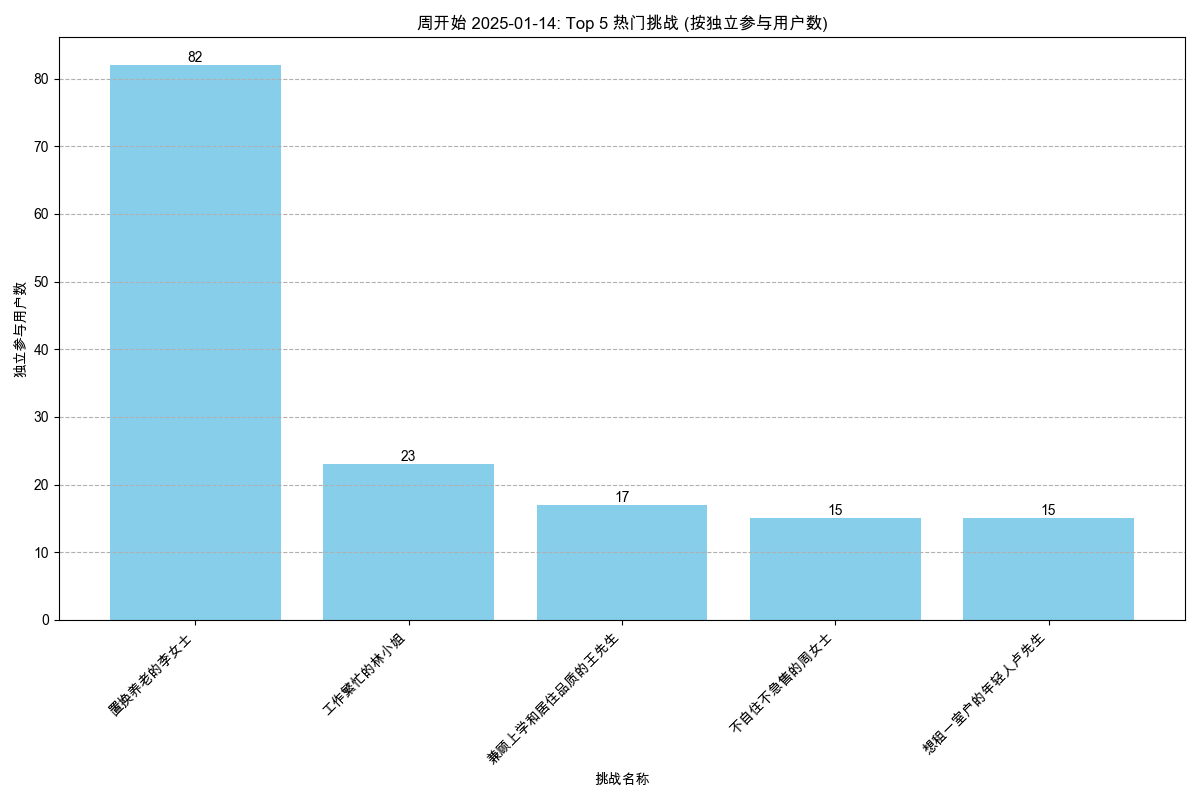 周开始 2025-01-14: Top 5 热门挑战 (按独立参与用户数)
独立参与用户数
80
70
60
50
40
30
20
10
0
82
23
17
15
15
置换养老的李女士
工作繁忙的林小姐
兼顾上学和居住品质的王先生
不自住不急售的周女士
想租一室户的年轻人卢先生
挑战名称